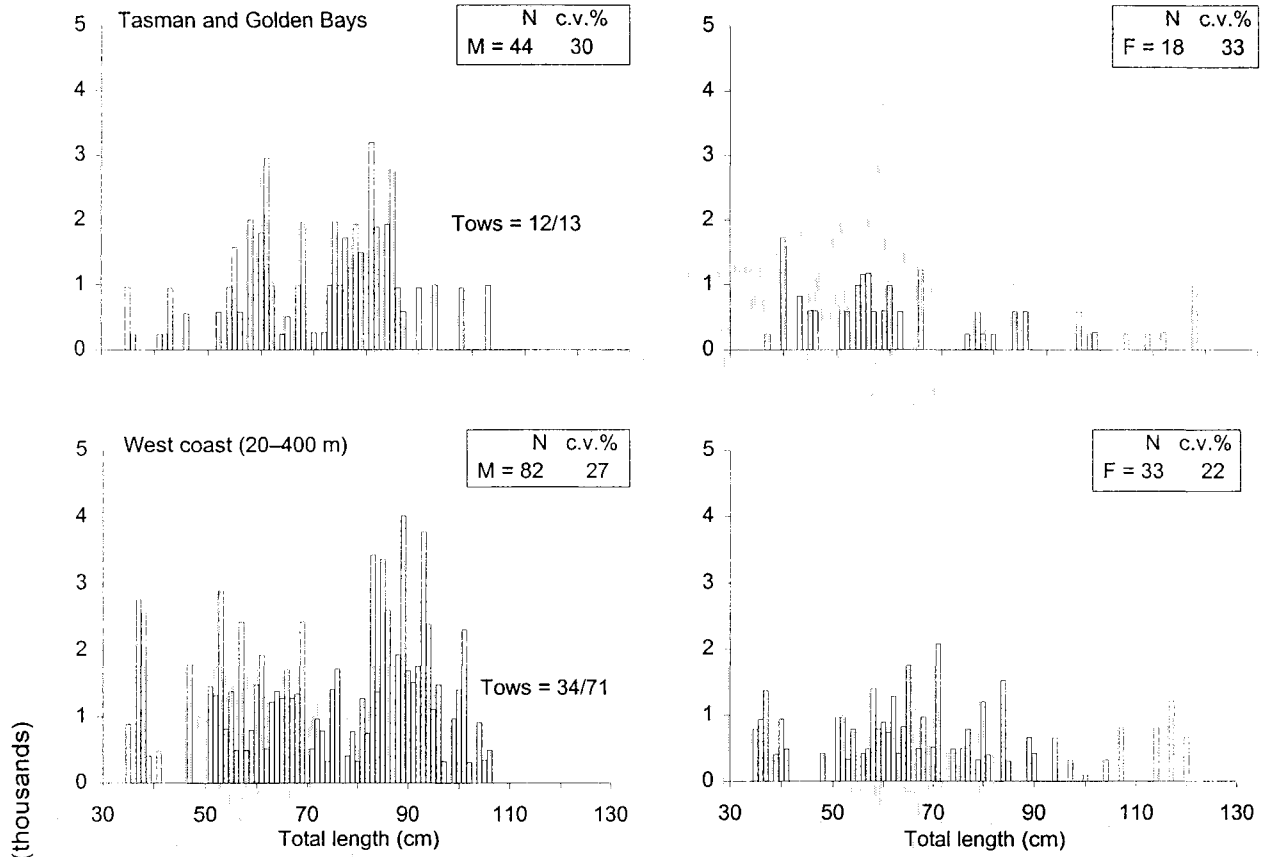 Tasman and Golden Bays
N c.v.%
M = 44 30
5
4
3
2
1
0
Tows = 12/13
N c.v.%
F = 18 33
5
4
3
2
1
0
West coast (20–400 m)
N c.v.%
M = 82 27
5
4
3
2
1
0
Tows = 34/71
30 50 70 90 110 130
Total length (cm)
N c.v.%
F = 33 22
5
4
3
2
1
0
30 50 70 90 110 130
Total length (cm)
(thousands)